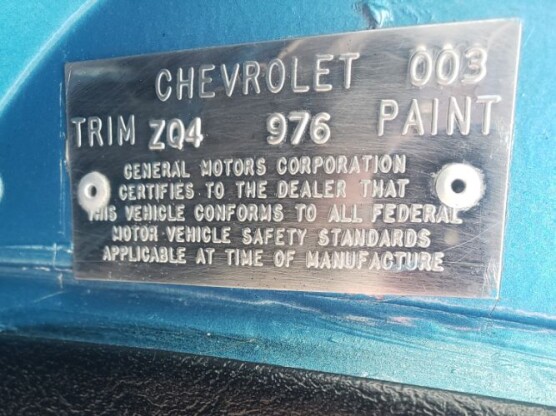 CHEVROLET 003
TRIM ZQ4 976 PAINT
GENERAL MOTORS CORPORATION
CERTIFIES TO THE DEALER THAT
THIS VEHICLE CONFORMS TO ALL FEDERAL
MOTOR VEHICLE SAFETY STANDARDS
APPLICABLE AT TIME OF MANUFACTURE